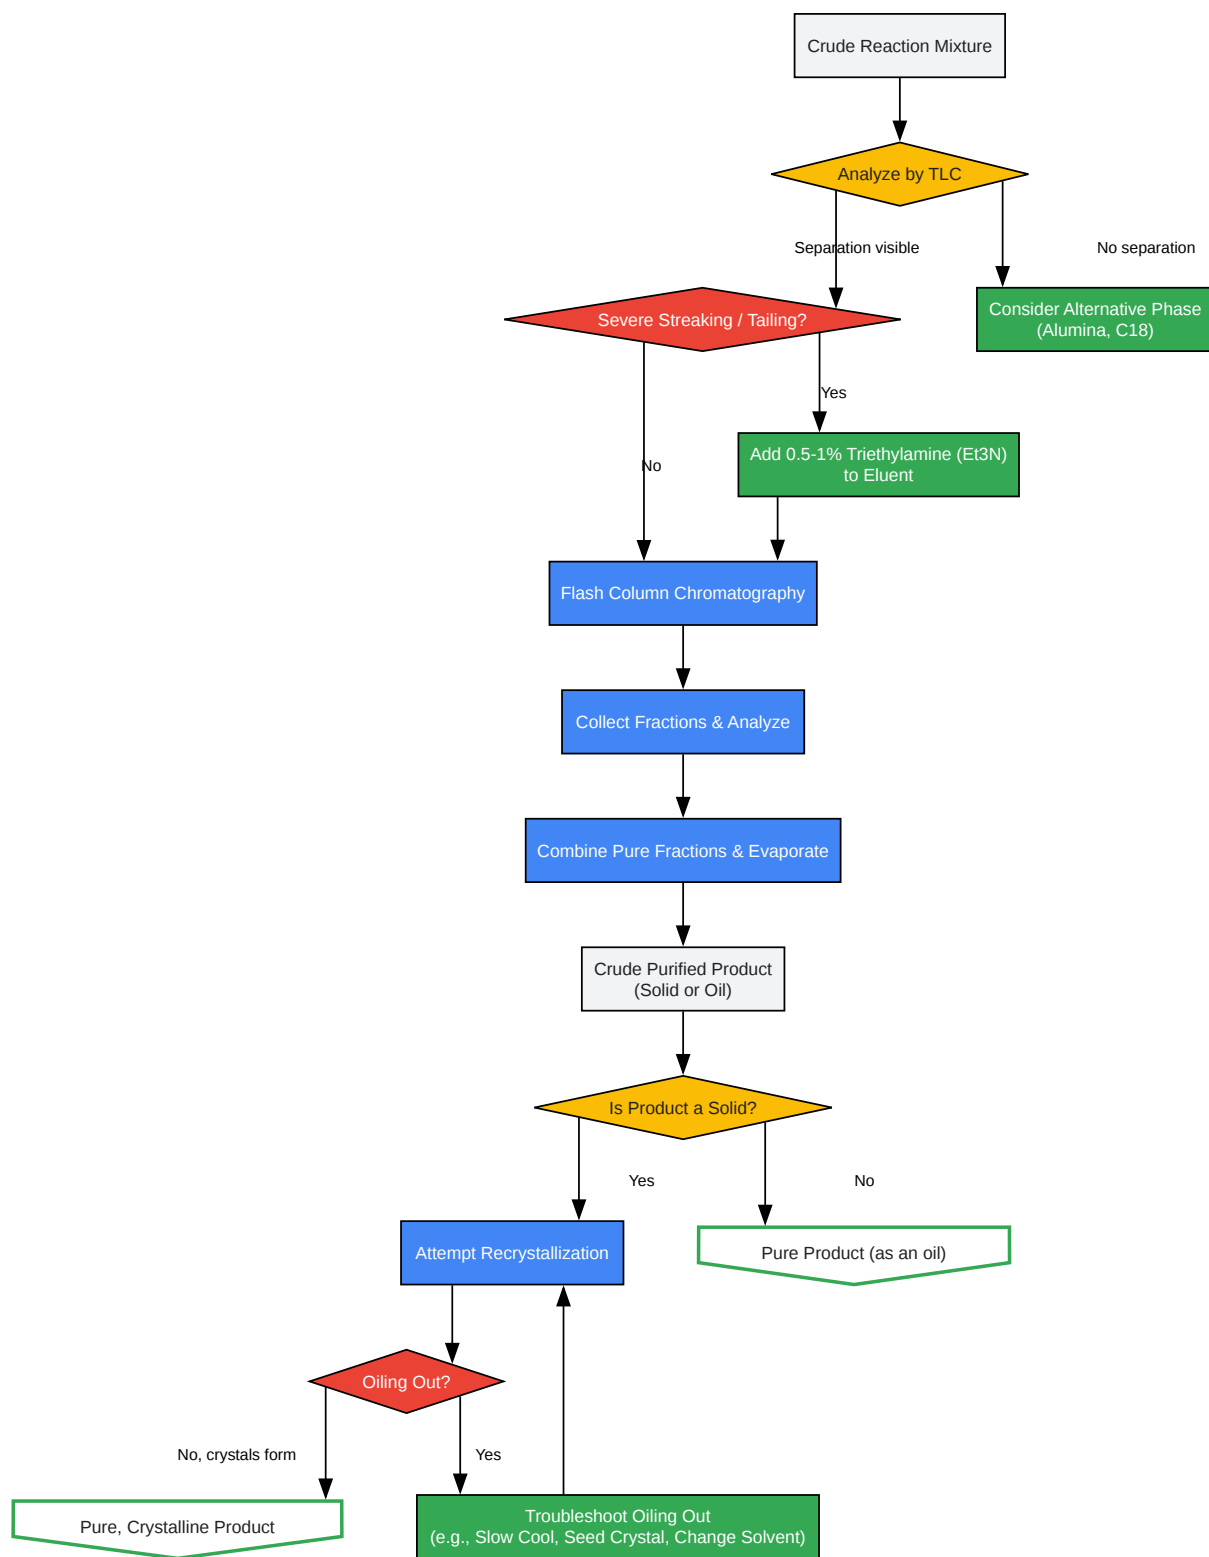 Crude Reaction Mixture
Analyze by TLC
Separation visible
No separation
Severe Streaking / Tailing?
Consider Alternative Phase
(Alumina, C18)
Yes
No
Add 0.5-1% Triethylamine (Et3N)
to Eluent
Flash Column Chromatography
Collect Fractions & Analyze
Combine Pure Fractions & Evaporate
Crude Purified Product
(Solid or Oil)
Is Product a Solid?
Yes
No
Attempt Recrystallization
Pure Product (as an oil)
Oiling Out?
No, crystals form
Yes
Pure, Crystalline Product
Troubleshoot Oiling Out
(e.g., Slow Cool, Seed Crystal, Change Solvent)